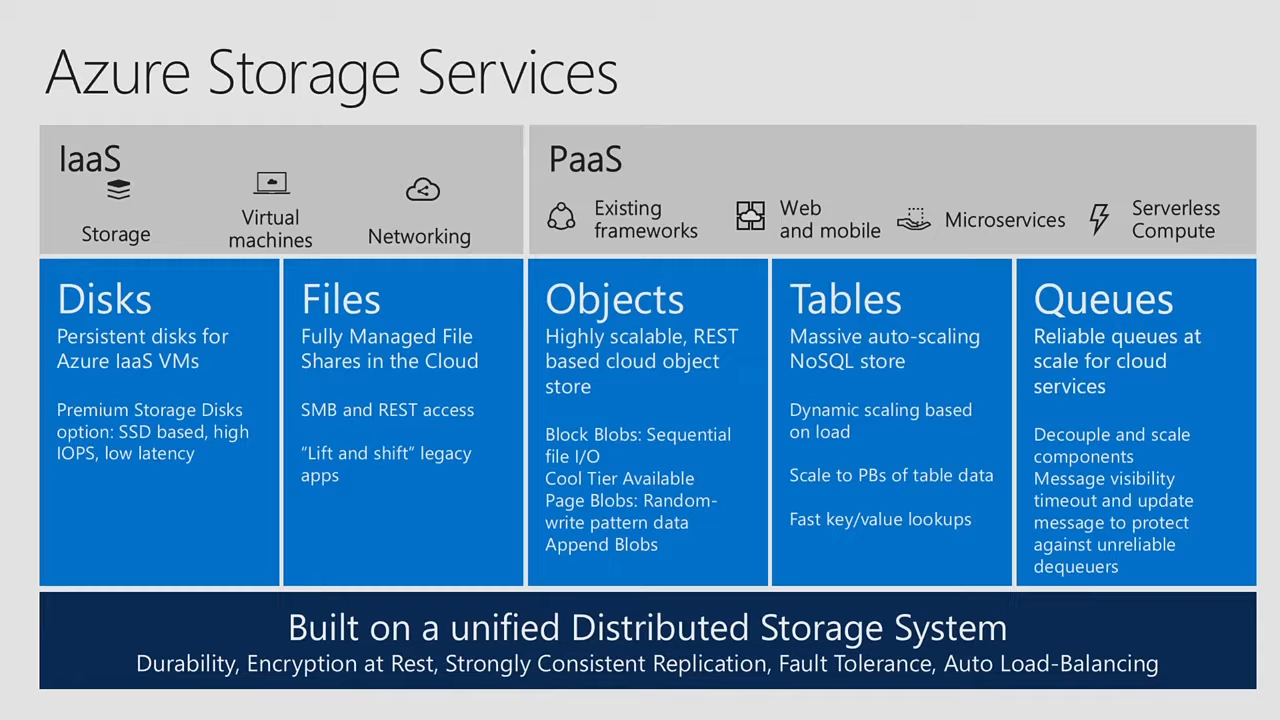 Azure Storage Services
IaaS
Storage
Virtual
machines
Networking
PaaS
Existing
frameworks
Web
and mobile
Microservices
Serverless
Compute
Disks
Persistent disks for
Azure IaaS VMs
Premium Storage Disks
option: SSD based, high
IOPS, low latency
Files
Fully Managed File
Shares in the Cloud
SMB and REST access
“Lift and shift” legacy
apps
Objects
Highly scalable, REST
based cloud object
store
Block Blobs: Sequential
file I/O
Cool Tier Available
Page Blobs: Random-
write pattern data
Append Blobs
Tables
Massive auto-scaling
NoSQL store
Dynamic scaling based
on load
Scale to PBs of table data
Fast key/value lookups
Queues
Reliable queues at
scale for cloud
services
Decouple and scale
components
Message visibility
timeout and update
message to protect
against unreliable
dequeuers
Built on a unified Distributed Storage System
Durability, Encryption at Rest, Strongly Consistent Replication, Fault Tolerance, Auto Load-Balancing